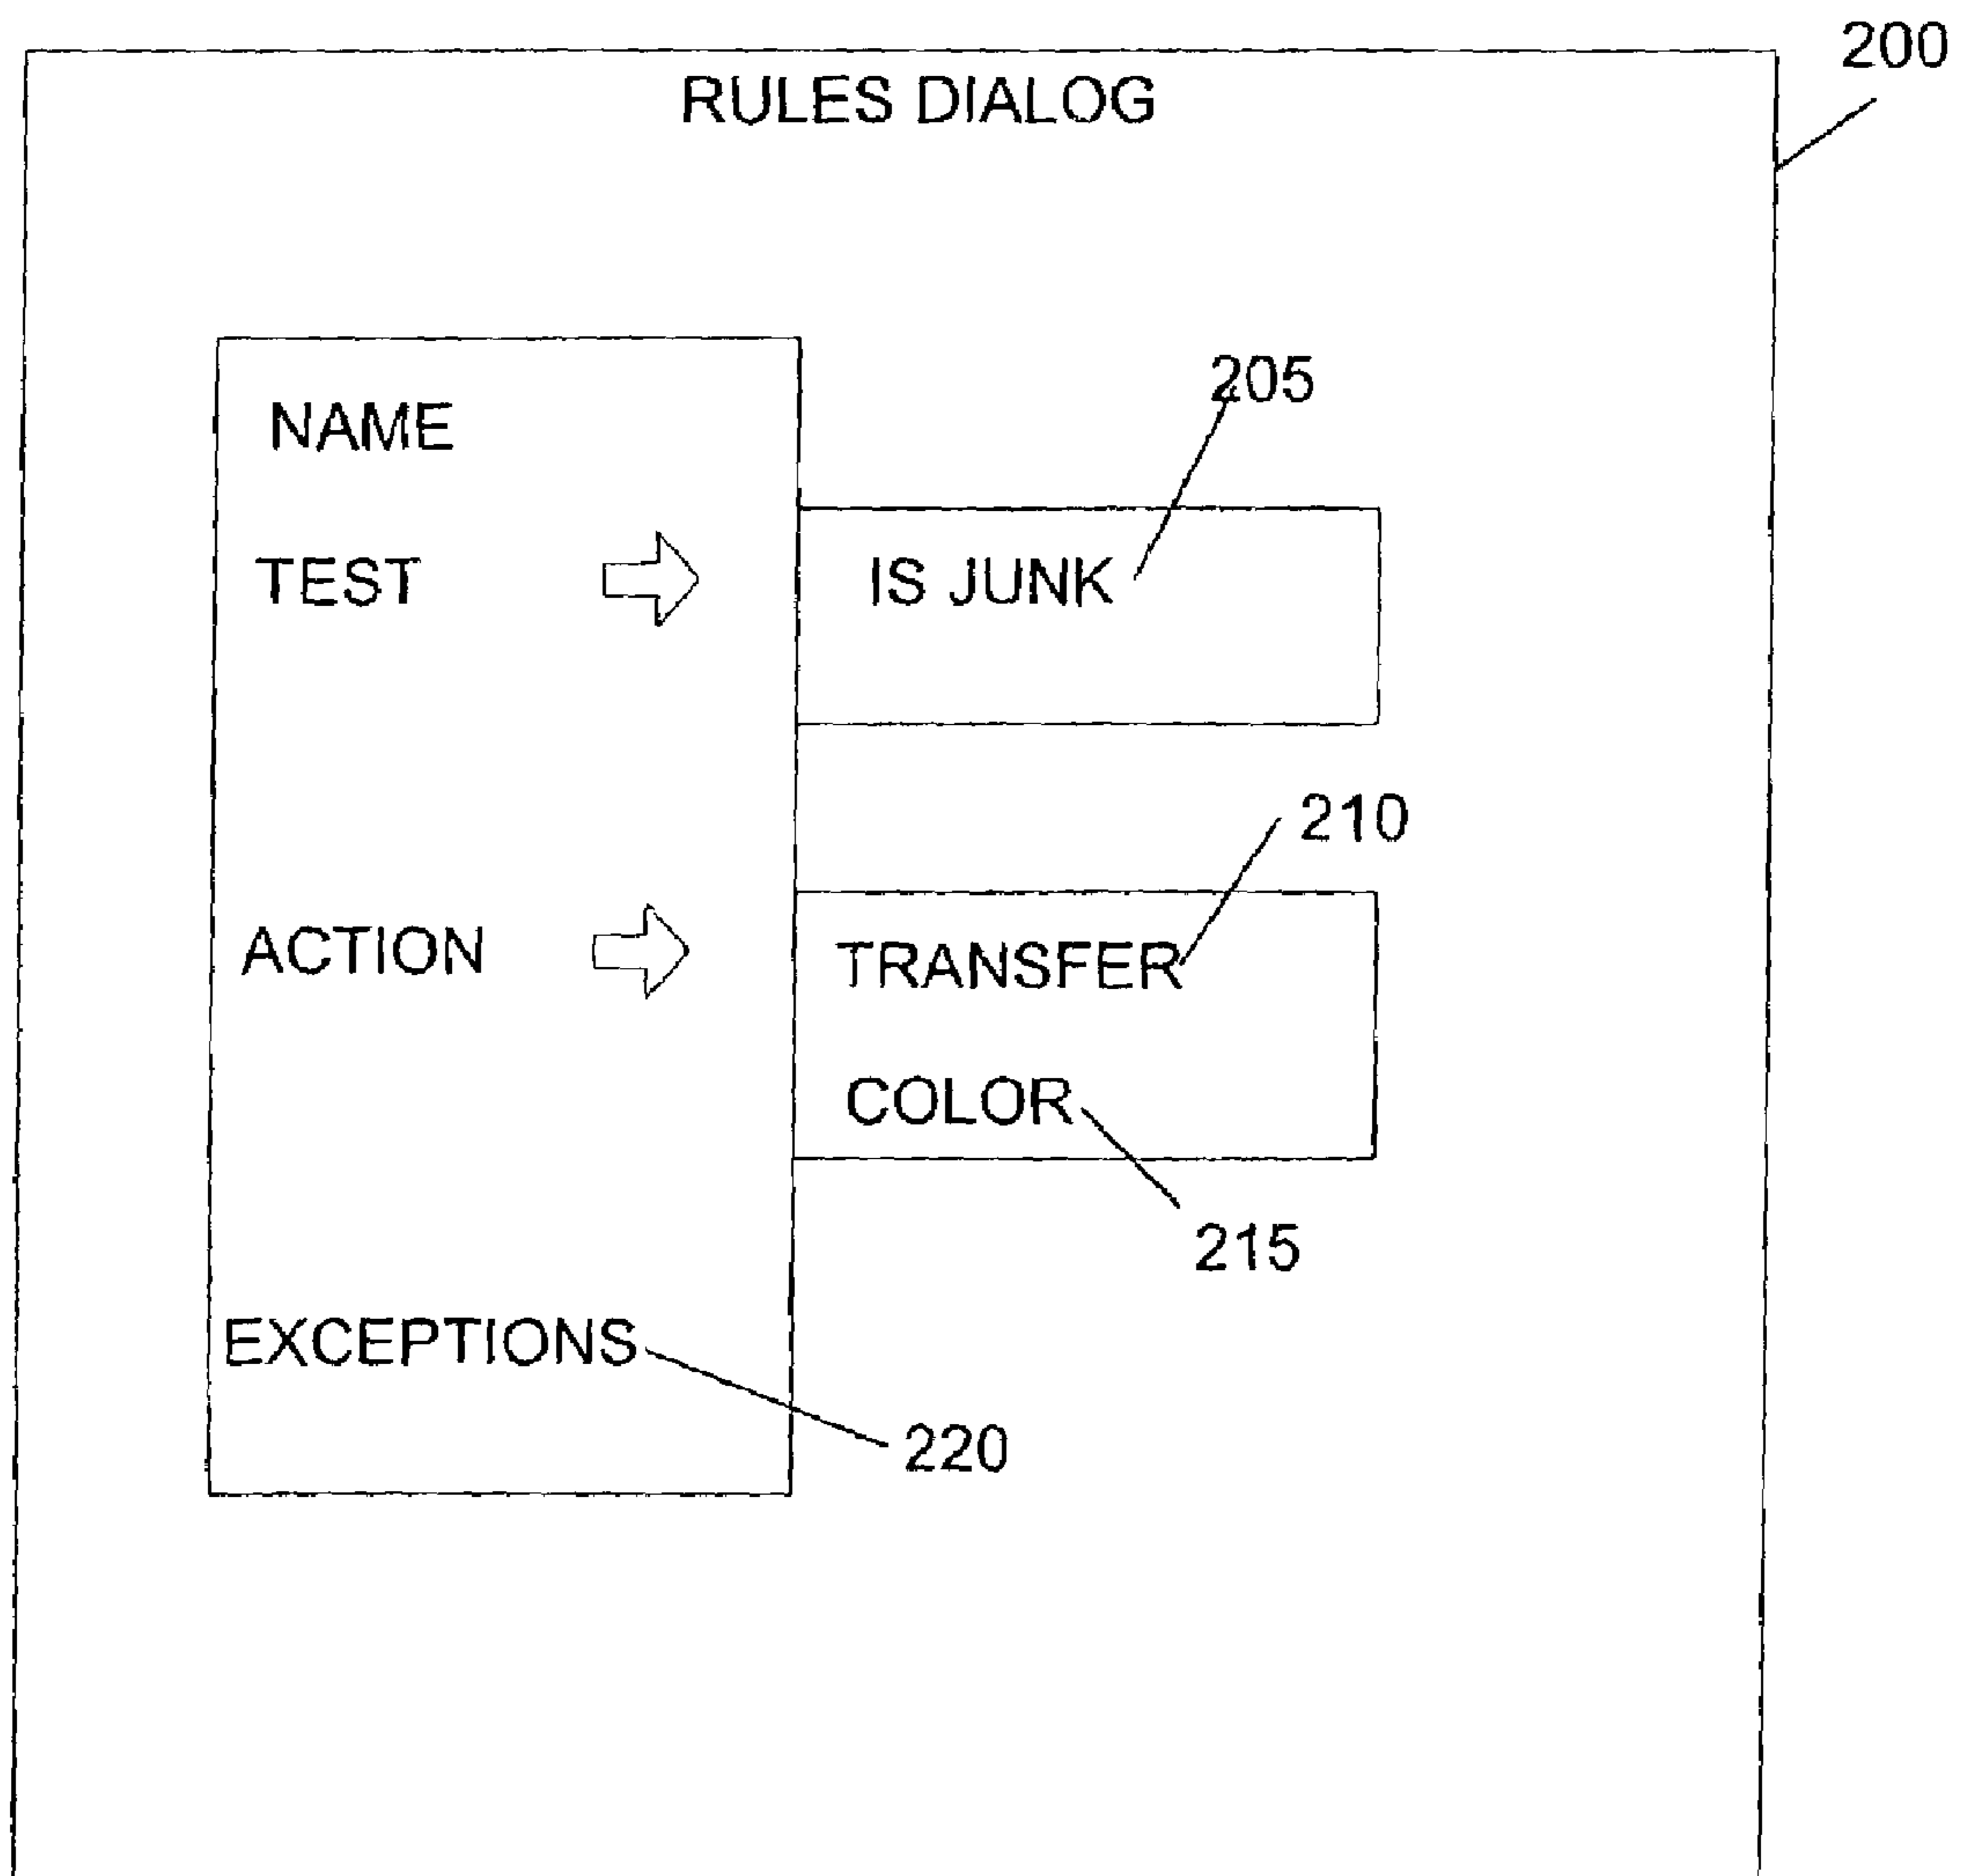 200
RULES DIALOG
205
NAME
TEST
IS JUNK
210
ACTION
TRANSFER
COLOR
215
EXCEPTIONS
220